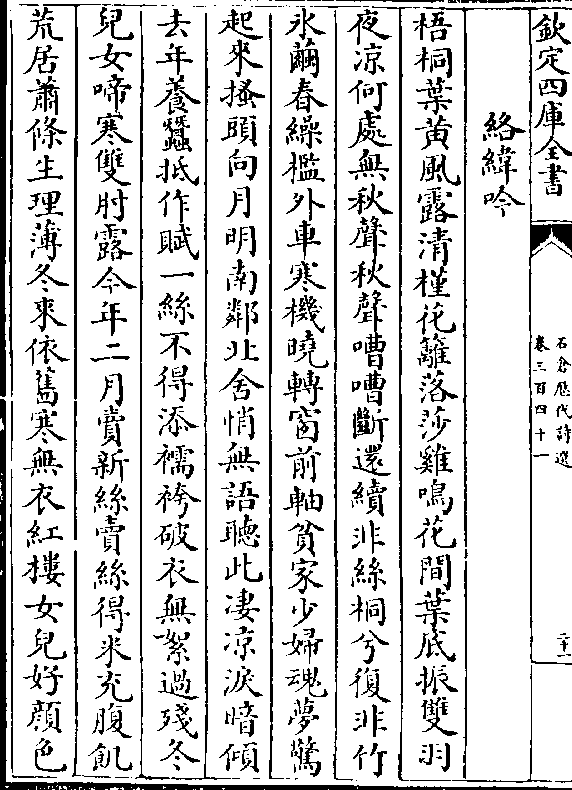 欽定四庫全書
石倉歷代詩選
卷三百四十一
二十一
絡緯吟
梧桐葉黄風露清槿花籬落莎雞鳴花間葉底振雙羽
夜凉何處無秋聲秋聲嘈嘈斷還續非絲桐兮復非竹
氷繭春繰檻外車寒機曉轉窗前軸貧家少婦魂夢驚
起來搔頭向月明南鄰北舍悄無語聽此凄凉淚暗傾
去年養蠶抵作賦一絲不得添襦袴破衣無絮過殘冬
兒女啼寒雙肘露今年二月賣新絲賣絲得米充腹飢
荒居蕭條生理薄冬來依舊寒無衣紅樓女兒好顔色